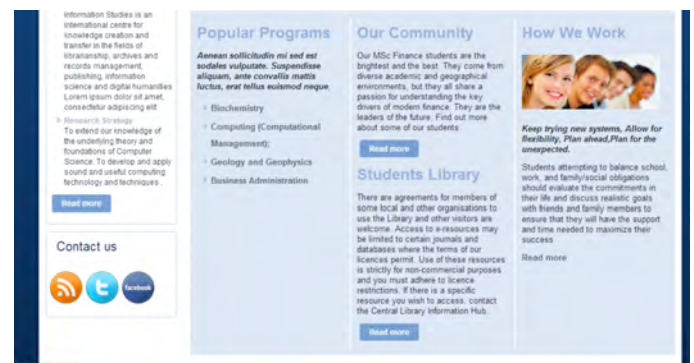 Information Studies is an
international centre for
knowledge creation and
transfer in the fields of
librarianship, archives and
records management,
publishing, information
science and digital humanities
Lorem ipsum dolor sit amet,
consectetur adipiscing elit
Research Strategy
To extend our knowledge of
the underlying theory and
foundations of Computer
Science. To develop and apply
sound and useful computing
technology and techniques .
Read more
Contact us
facebook
Popular Programs
Aenean sollicitudin mi sed est
sodales vulputate. Suspendisse
aliquam, ante convallis mattis
luctus, erat tellus euismod neque,
Biochemistry
Computing (Computational
Management);
Geology and Geophysics
Business Administration
Our Community
Our MSc Finance students are the
brightest and the best. They come from
diverse academic and geographical
environments, but they all share a
passion for understanding the key
drivers of modern finance. They are the
leaders of the future. Find out more
about some of our students
Read more
Students Library
There are agreements for members of
some local and other organisations to
use the Library and other visitors are
welcome. Access to e-resources may
be limited to certain journals and
databases where the terms of our
licences permit. Use of these resources
is strictly for non-commercial purposes
and you must adhere to licence
restrictions. If there is a specific
resource you wish to access, contact
the Central Library Information Hub.
Read more
How We Work
Keep trying new systems, Allow for
flexibility, Plan ahead,Plan for the
unexpected.
Students attempting to balance school,
work, and family/social obligations
should evaluate the commitments in
their life and discuss realistic goals
with friends and family members to
ensure that they will have the support
and time needed to maximize their
success
Read more